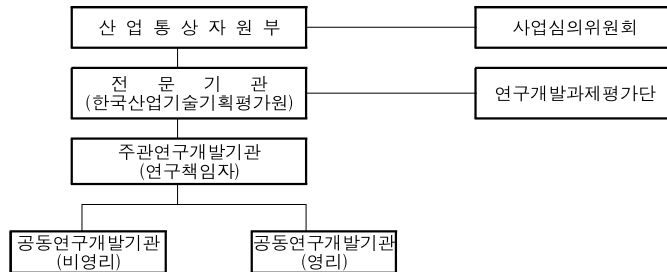 산 업 통 상 자 원 부
사업심의위원회
전 문 기 관
(한국산업기술기획평가원)
연구개발과제평가단
주관연구개발기관
(연구책임자)
공동연구개발기관
(비영리)
공동연구개발기관
(영리)